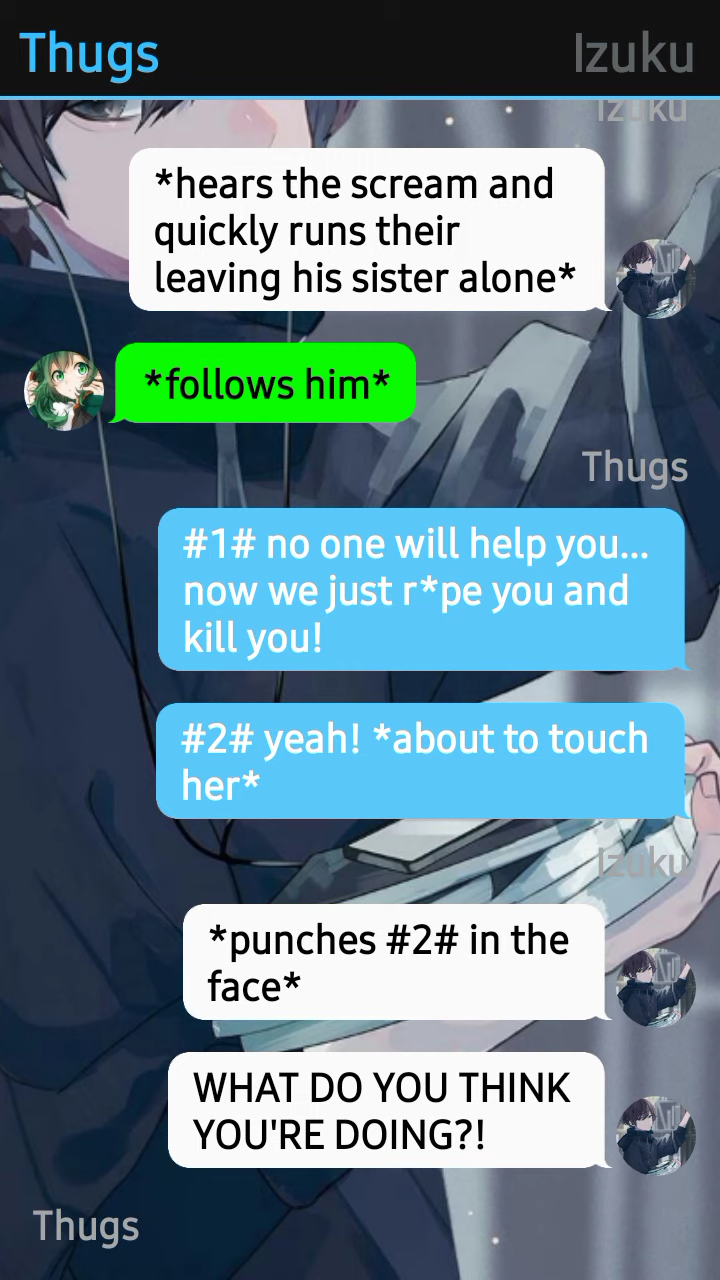 Thugs Izuku
Izuku
*hears the scream and
quickly runs their
leaving his sister alone*
*follows him*
Thugs
#1# no one will help you...
now we just r*pe you and
kill you!
#2# yeah! *about to touch
her*
Izuku
*punches #2# in the
face*
WHAT DO YOU THINK
YOU'RE DOING?!
Thugs